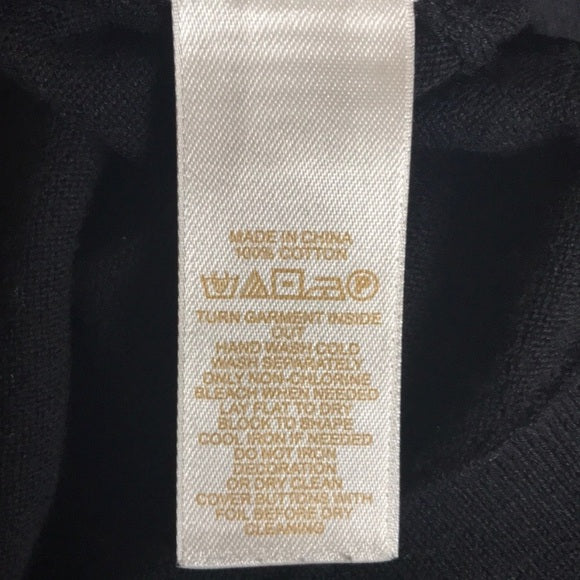 MADE IN CHINA
100% COTTON
P
TURN GARMENT INSIDE
OUT
HAND WASH COLD
WASH SEPARATELY
ONLY NON-CHLORINE
BLEACH WHEN NEEDED
LAY FLAT TO DRY
BLOCK TO SHAPE
COOL IRON IF NEEDED
DO NOT IRON
DECORATION
OR DRY CLEAN
COVER BUTTONS WITH
FOIL BEFORE DRY
CLEANING